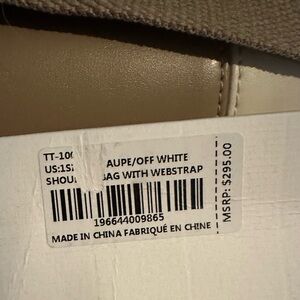 TT-10
US:1S AUPE/OFF WHITE
SHOU BAG WITH WEBSTRAP
196644009865
MADE IN CHINA FABRIQUÉ EN CHINE
MSRP: $295.00